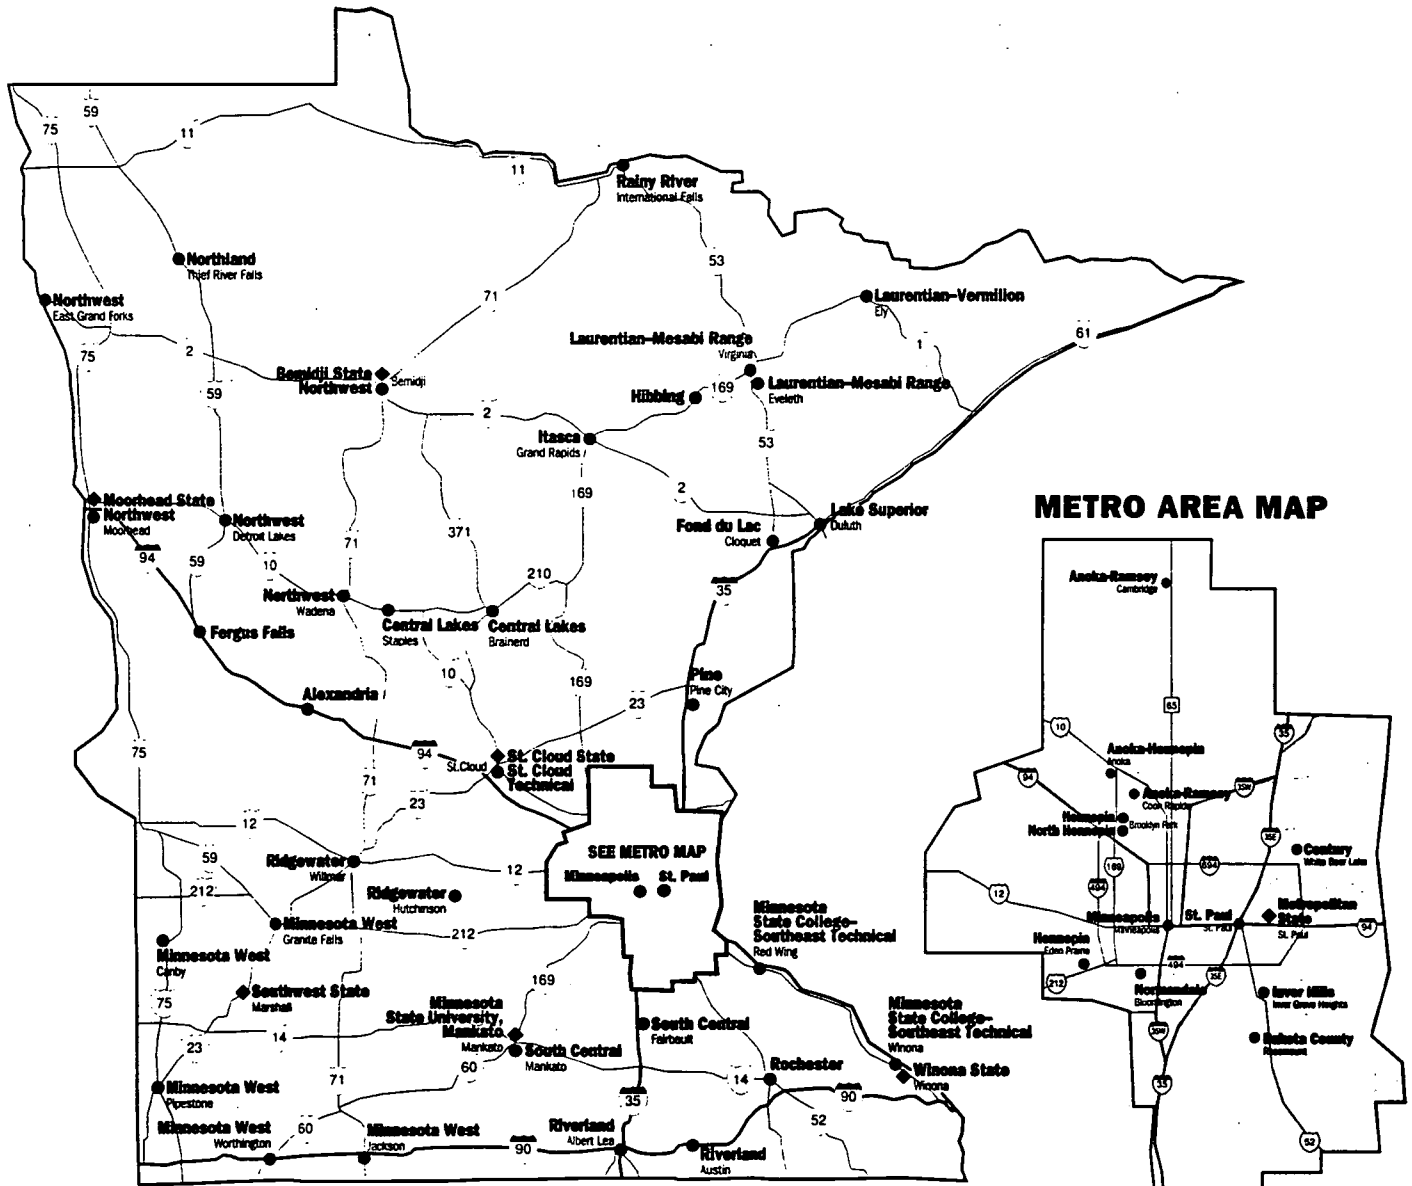 59
75
11
11
Rainy River
International Falls
Northland
Thief River Falls
53
Northwest
East Grand Forks
71
Laurentian–Vermilion
Ely
61
75
2
Laurentian–Mesabi Range
Virginia
1
Bemidji State
Northwest
Bemidji
59
Hibbing
169
Laurentian–Mesabi Range
Eveleth
2
Itasca
Grand Rapids
53
169
2
Moorhead State
Northwest
Moorhead
Northwest
Detroit Lakes
Fond du Lac
Cloquet
Lake Superior
Duluth
94
59
10
71
371
210
35
Northwest
Wadena
Central Lakes
Staples
Central Lakes
Brainerd
Fergus Falls
10
169
Pine
Pine City
Alexandria
23
75
94
St. Cloud
St. Cloud State
St. Cloud
Technical
71
23
12
59
Ridgewater
Willmar
12
SEE METRO MAP
Minneapolis
St. Paul
212
Ridgewater
Hutchinson
Minnesota West
Granite Falls
212
Minnesota
State College–
Southeast Technical
Red Wing
Minnesota West
Canby
169
75
Southwest State
Marshall
Minnesota
State University,
Mankato
Mankato
South Central
Faribault
Minnesota
State College–
Southeast Technical
Winona
14
23
South Central
Mankato
60
71
14
Rochester
Winona State
Winona
Minnesota West
Pipestone
35
90
52
Minnesota West
Worthington
60
Minnesota West
Jackson
90
Riverland
Albert Lea
Riverland
Austin
METRO AREA MAP
Anoka-Ramsey
Cambridge
65
10
35
Anoka-Hennepin
Anoka
94
35W
Anoka-Ramsey
Coon Rapids
Hennepin
North Hennepin
Brooklyn Park
35E
Century
White Bear Lake
169
694
494
12
Minneapolis
Minneapolis
St. Paul
St. Paul
Metropolitan
State
St. Paul
94
Hennepin
Eden Prairie
494
212
35E
Normandale
Bloomington
Inver Hills
Inver Grove Heights
35W
Dakota County
Rosemount
35
52